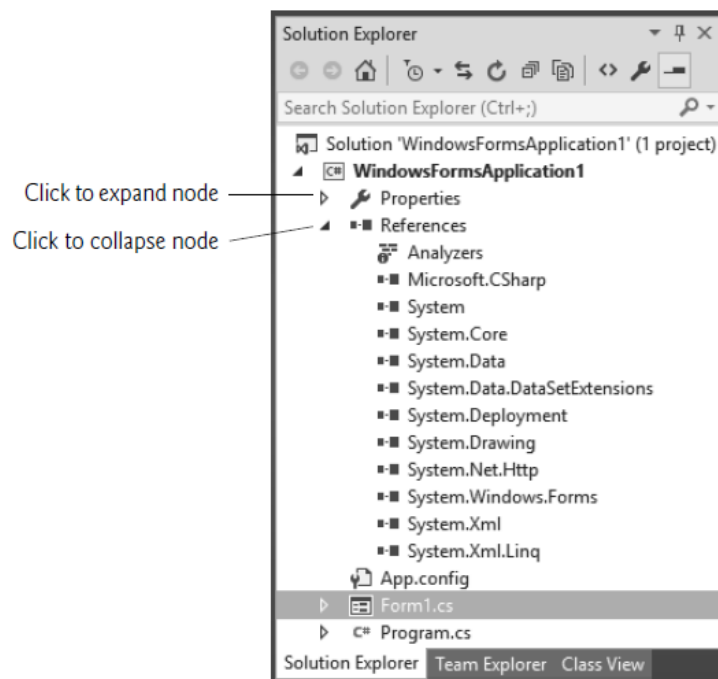 Solution Explorer
Search Solution Explorer (Ctrl+;)
Solution 'WindowsFormsApplication1' (1 project)
C# WindowsFormsApplication1
Click to expand node
Properties
Click to collapse node
References
Analyzers
Microsoft.CSharp
System
System.Core
System.Data
System.Data.DataSetExtensions
System.Deployment
System.Drawing
System.Net.Http
System.Windows.Forms
System.Xml
System.Xml.Linq
App.config
Form1.cs
C# Program.cs
Solution Explorer Team Explorer Class View